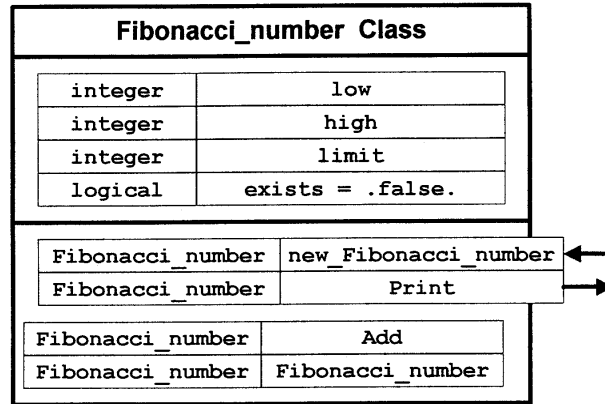 Fibonacci_number Class
integer low
integer high
integer limit
logical exists = .false.
Fibonacci_number new_Fibonacci_number
Fibonacci_number Print
Fibonacci_number Add
Fibonacci_number Fibonacci_number